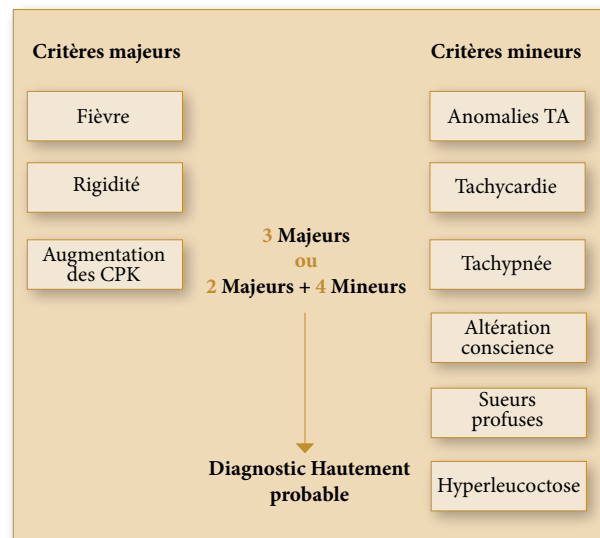 Critères majeurs
Fièvre
Rigidité
Augmentation
des CPK
3 Majeurs
ou
2 Majeurs + 4 Mineurs
Diagnostic Hautement
probable
Critères mineurs
Anomalies TA
Tachycardie
Tachypnée
Altération
conscience
Sueurs
profuses
Hyperleucoctose